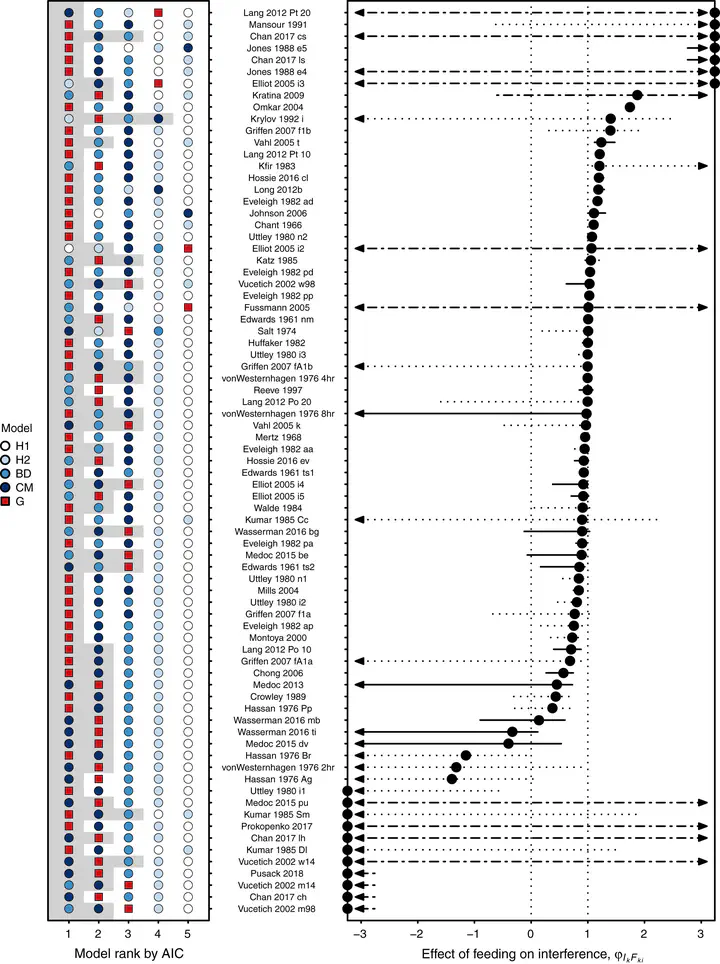 Lang 2012 Pt 20
Mansour 1991
Chan 2017 cs
Jones 1988 e5
Chan 2017 ls
Jones 1988 e4
Elliot 2005 i3
Kratina 2009
Omkar 2004
Krylov 1992 i
Griffen 2007 f1b
Vahl 2005 t
Lang 2012 Pt 10
Kfir 1983
Hossie 2016 cl
Long 2012b
Eveleigh 1982 ad
Johnson 2006
Chant 1966
Uttley 1980 n2
Elliot 2005 i2
Katz 1985
Eveleigh 1982 pd
Vucetich 2002 w98
Eveleigh 1982 pp
Fussmann 2005
Edwards 1961 nm
Salt 1974
Huffaker 1982
Uttley 1980 i3
Griffen 2007 fA1b
vonWesternhagen 1976 4hr
Reeve 1997
Lang 2012 Po 20
vonWesternhagen 1976 8hr
Vahl 2005 k
Mertz 1968
Eveleigh 1982 aa
Hossie 2016 ev
Edwards 1961 ts1
Elliot 2005 i4
Elliot 2005 i5
Walde 1984
Kumar 1985 Cc
Wasserman 2016 bg
Eveleigh 1982 pa
Medoc 2015 be
Edwards 1961 ts2
Uttley 1980 n1
Mills 2004
Uttley 1980 i2
Griffen 2007 f1a
Eveleigh 1982 ap
Montoya 2000
Lang 2012 Po 10
Griffen 2007 fA1a
Chong 2006
Medoc 2013
Crowley 1989
Hassan 1976 Pp
Wasserman 2016 mb
Wasserman 2016 ti
Medoc 2015 dv
Hassan 1976 Br
vonWesternhagen 1976 2hr
Hassan 1976 Ag
Uttley 1980 i1
Medoc 2015 pu
Kumar 1985 Sm
Prokopenko 2017
Chan 2017 lh
Kumar 1985 Dl
Vucetich 2002 w14
Pusack 2018
Vucetich 2002 m14
Chan 2017 ch
Vucetich 2002 m98
Model
H1
H2
BD
CM
G
1 2 3 4 5
Model rank by AIC
−3 −2 −1 0 1 2 3
Effect of feeding on interference, φIkFki